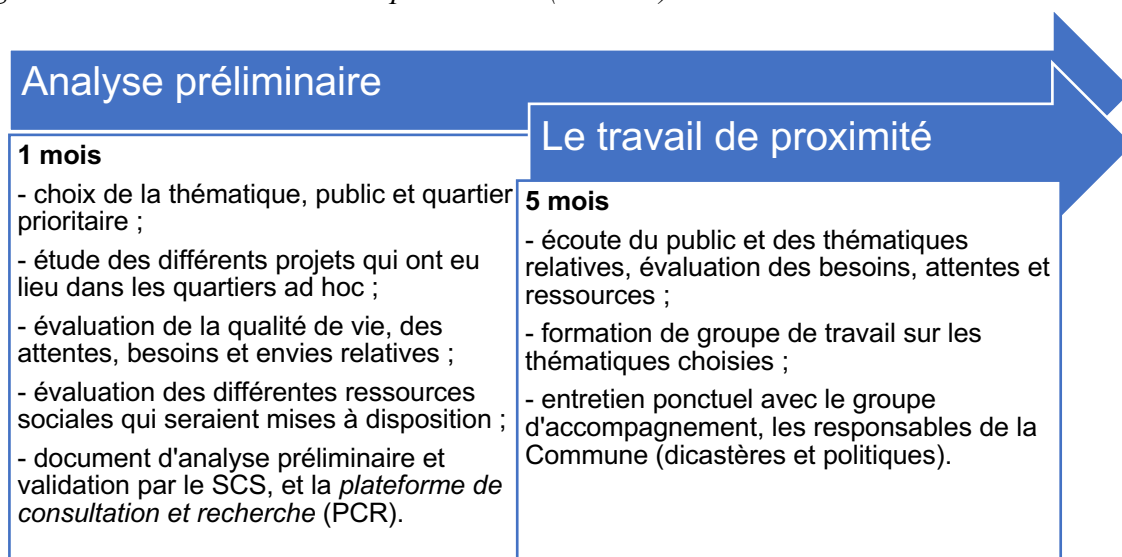 Analyse préliminaire
1 mois
- choix de la thématique, public et quartier
prioritaire ;
- étude des différents projets qui ont eu
lieu dans les quartiers ad hoc ;
- évaluation de la qualité de vie, des
attentes, besoins et envies relatives ;
- évaluation des différentes ressources
sociales qui seraient mises à disposition ;
- document d'analyse préliminaire et
validation par le SCS, et la plateforme de
consultation et recherche (PCR).
Le travail de proximité
5 mois
- écoute du public et des thématiques
relatives, évaluation des besoins, attentes et
ressources ;
- formation de groupe de travail sur les
thématiques choisies ;
- entretien ponctuel avec le groupe
d'accompagnement, les responsables de la
Commune (dicastères et politiques).